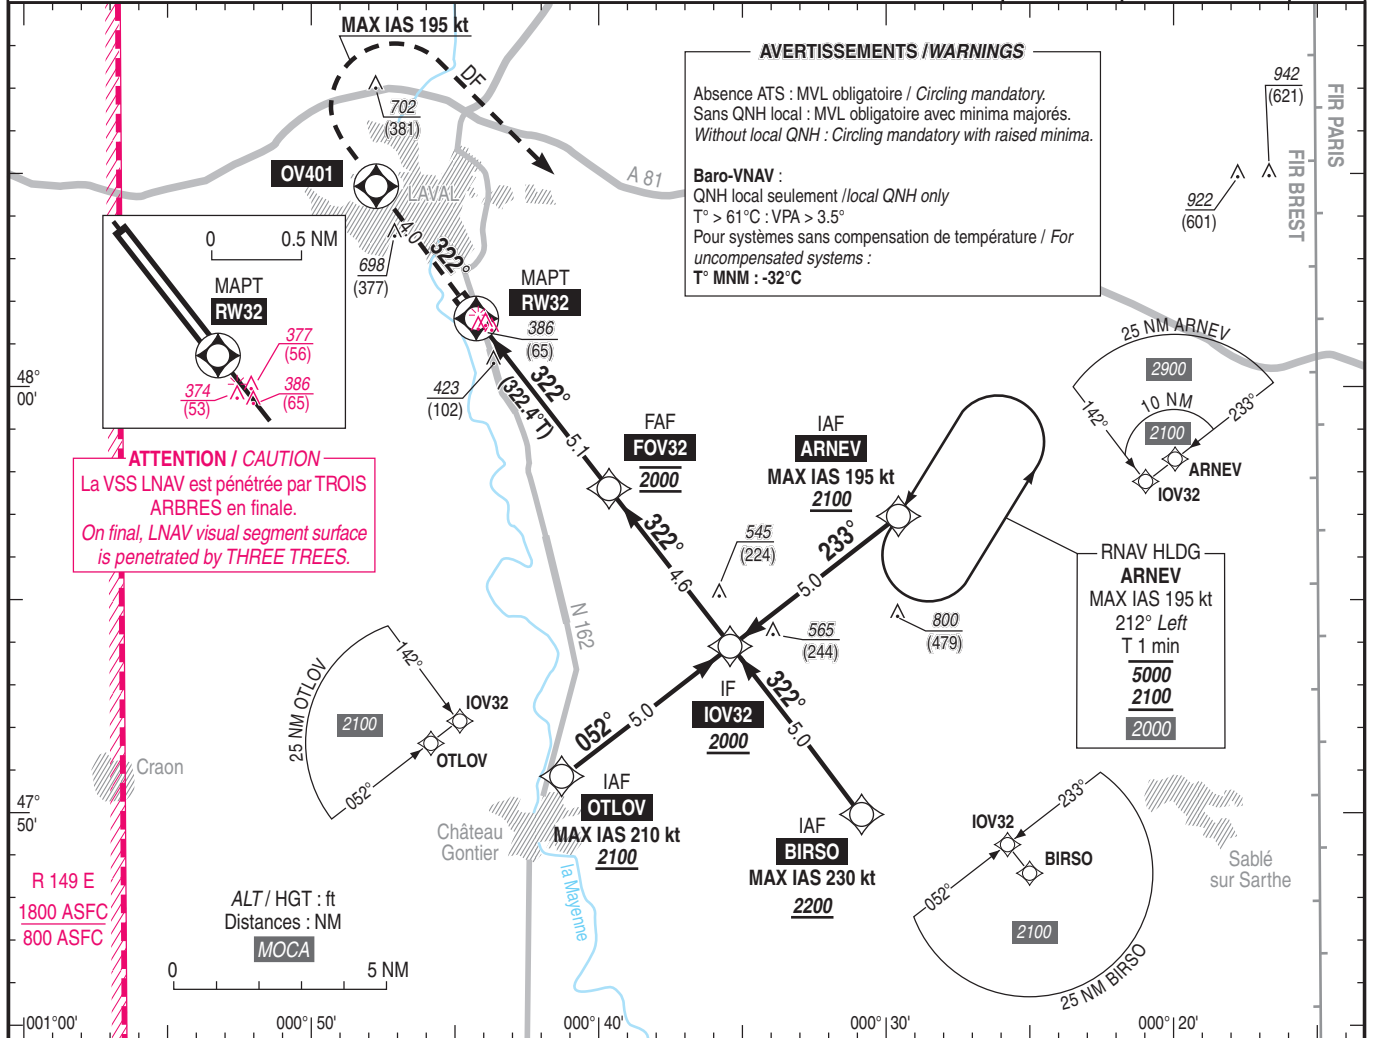 MAX IAS 195 kt
DF
702
(381)
OV401
LAVAL
A 81
4.0
322°
698
(377)
AVERTISSEMENTS /WARNINGS
Absence ATS : MVL obligatoire / Circling mandatory.
Sans QNH local : MVL obligatoire avec minima majorés.
Without local QNH : Circling mandatory with raised minima.
Baro-VNAV :
QNH local seulement /local QNH only
T° > 61°C : VPA > 3.5°
Pour systèmes sans compensation de température / For
uncompensated systems :
T° MNM : -32°C
942
(621)
922
(601)
FIR PARIS
FIR BREST
0 0.5 NM
MAPT
RW32
377
(56)
374
(53)
386
(65)
MAPT
RW32
386
(65)
423
(102)
322°
(322.4°T)
5.1
48°
00'
ATTENTION / CAUTION
La VSS LNAV est pénétrée par TROIS
ARBRES en finale.
On final, LNAV visual segment surface
is penetrated by THREE TREES.
FAF
FOV32
2000
IAF
ARNEV
MAX IAS 195 kt
2100
25 NM ARNEV
2900
10 NM
2100
142°
233°
ARNEV
IOV32
322°
4.6
545
(224)
233°
5.0
565
(244)
800
(479)
RNAV HLDG
ARNEV
MAX IAS 195 kt
212° Left
T 1 min
5000
2100
2000
N 162
25 NM OTLOV
142°
2100
IOV32
OTLOV
052°
IF
IOV32
2000
322°
5.0
052°
5.0
IAF
OTLOV
MAX IAS 210 kt
2100
IAF
BIRSO
MAX IAS 230 kt
2200
Craon
47°
50'
Château
Gontier
la Mayenne
233°
IOV32
BIRSO
052°
2100
25 NM BIRSO
Sablé
sur Sarthe
R 149 E
1800 ASFC
800 ASFC
ALT / HGT : ft
Distances : NM
MOCA
0 5 NM
001°00' 000°50' 000°40' 000°30' 000°20'